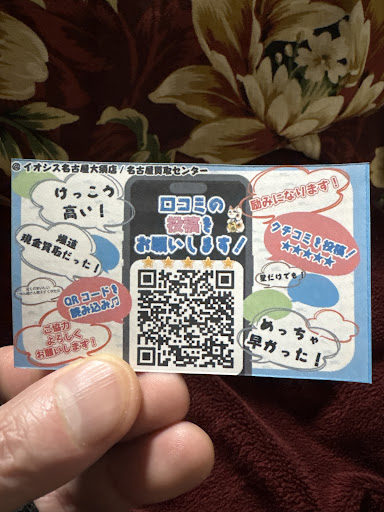 @ イオシス名古屋大須店 / 名古屋買取センター
けっこう
高い！
爆速
現金買取だった！
QRコードを
読み込み♫
ご協力
よろしく
お願いします！
口コミの
投稿を
お願いします！
★★★★★
励みになります！
クチコミを投稿！
★★★★★
星だけでも！
めっちゃ
早かった！